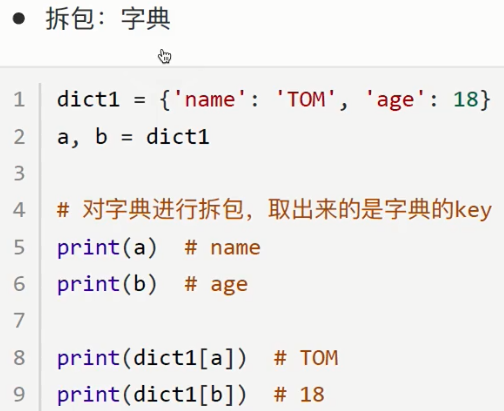 • 拆包：字典
1 dict1 = {'name': 'TOM', 'age': 18}
2 a, b = dict1
3
4 # 对字典进行拆包，取出来的是字典的key
5 print(a)  # name
6 print(b)  # age
7
8 print(dict1[a])  # TOM
9 print(dict1[b])  # 18